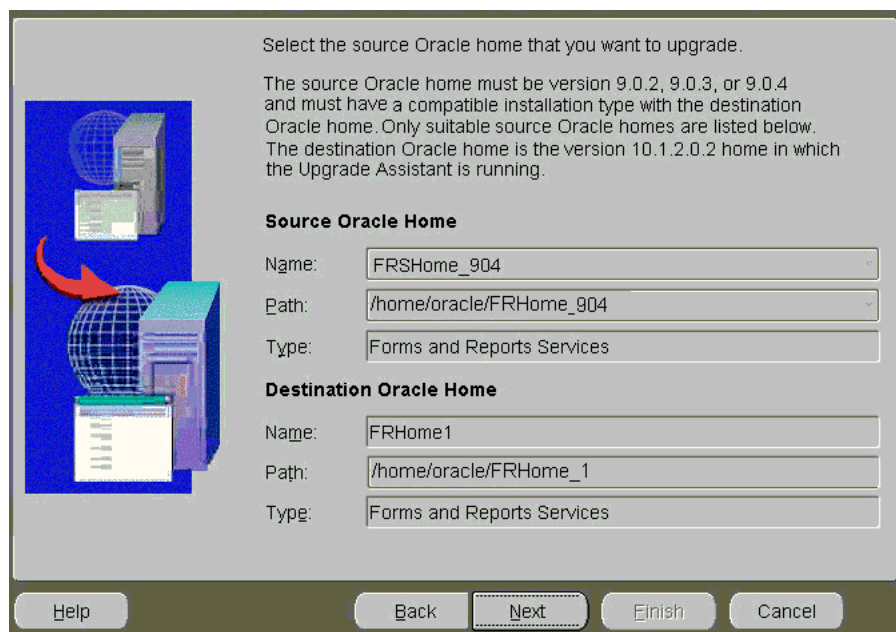 Select the source Oracle home that you want to upgrade.
The source Oracle home must be version 9.0.2, 9.0.3, or 9.0.4
and must have a compatible installation type with the destination
Oracle home. Only suitable source Oracle homes are listed below.
The destination Oracle home is the version 10.1.2.0.2 home in which
the Upgrade Assistant is running.
Source Oracle Home
Name: FRSHome_904
Path: /home/oracle/FRHome_904
Type: Forms and Reports Services
Destination Oracle Home
Name: FRHome1
Path: /home/oracle/FRHome_1
Type: Forms and Reports Services
Help Back Next Finish Cancel